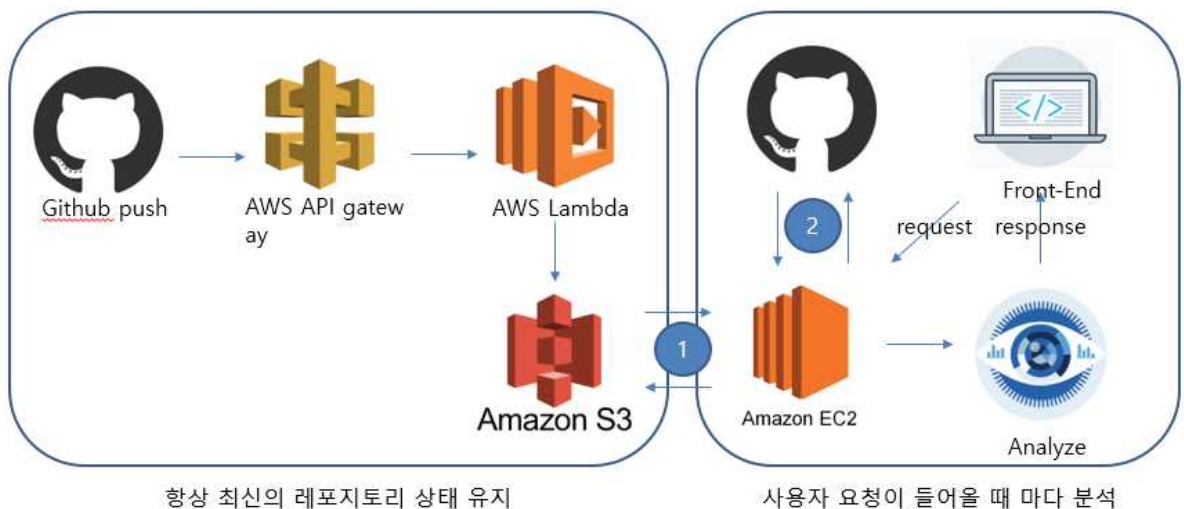 Github push
AWS API gatew
ay
AWS Lambda
Amazon S3
1
2
</>
Front-End
request
response
Amazon EC2
Analyze
항상 최신의 레포지토리 상태 유지
사용자 요청이 들어올 때 마다 분석